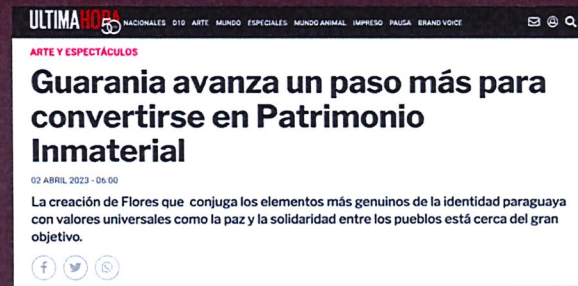 ULTIMA HORA 50 NACIONALES D10 ARTE MUNDO ESPECIALES MUNDO ANIMAL IMPRESO PAUSA BRAND VOICE
ARTE Y ESPECTÁCULOS
Guarania avanza un paso más para
convertirse en Patrimonio
Inmaterial
02 ABRIL 2023 - 06:00
La creación de Flores que conjuga los elementos más genuinos de la identidad paraguaya
con valores universales como la paz y la solidaridad entre los pueblos está cerca del gran
objetivo.